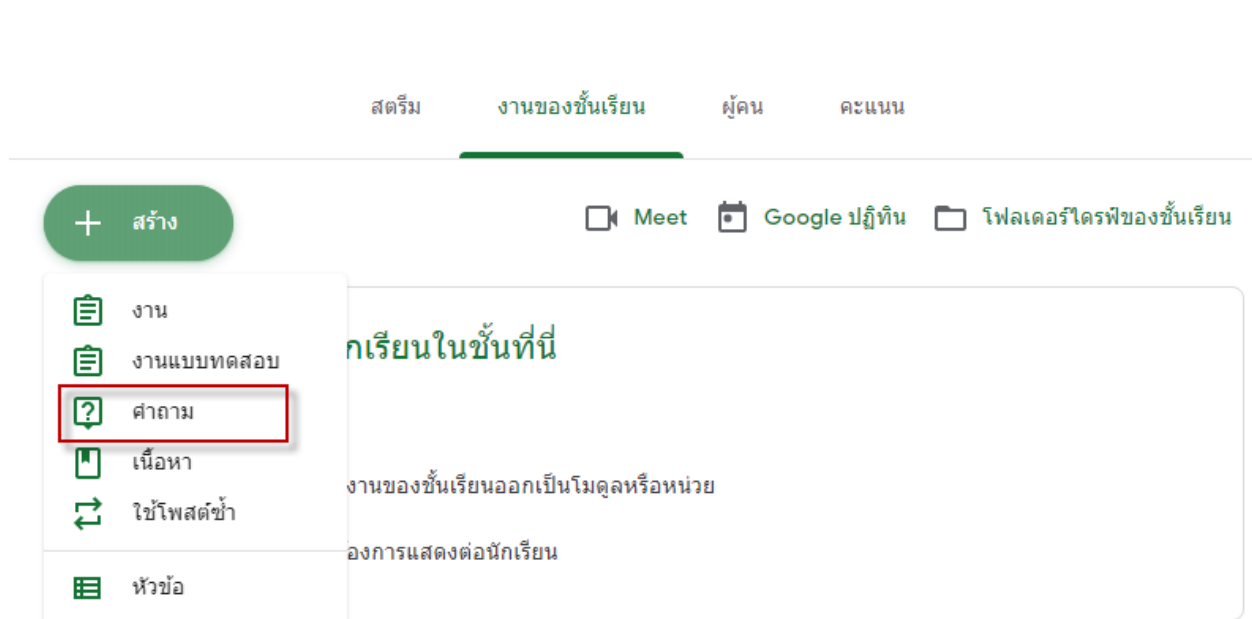 สตรีม งานของชั้นเรียน ผู้คน คะแนน
สร้าง Meet Google ปฏิทิน โฟลเดอร์ไดรฟ์ของชั้นเรียน
งาน
กเรียนในชั้นที่นี่
งานแบบทดสอบ
คำถาม
เนื้อหา
งานของชั้นเรียนออกเป็นโมดูลหรือหน่วย
ใช้โพสต์ซ้ำ
องการแสดงต่อนักเรียน
หัวข้อ